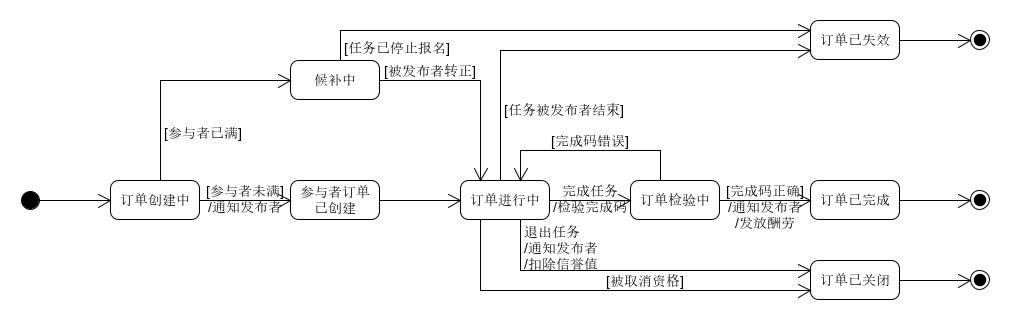 订单已失效
[任务已停止报名]
候补中
[被发布者转正]
[任务被发布者结束]
[参与者已满]
[完成码错误]
订单创建中
[参与者未满]
/通知发布者
参与者订单
已创建
订单进行中
完成任务
/检验完成码
订单检验中
[完成码正确]
/通知发布者
/发放酬劳
订单已完成
退出任务
/通知发布者
/扣除信誉值
[被取消资格]
订单已关闭